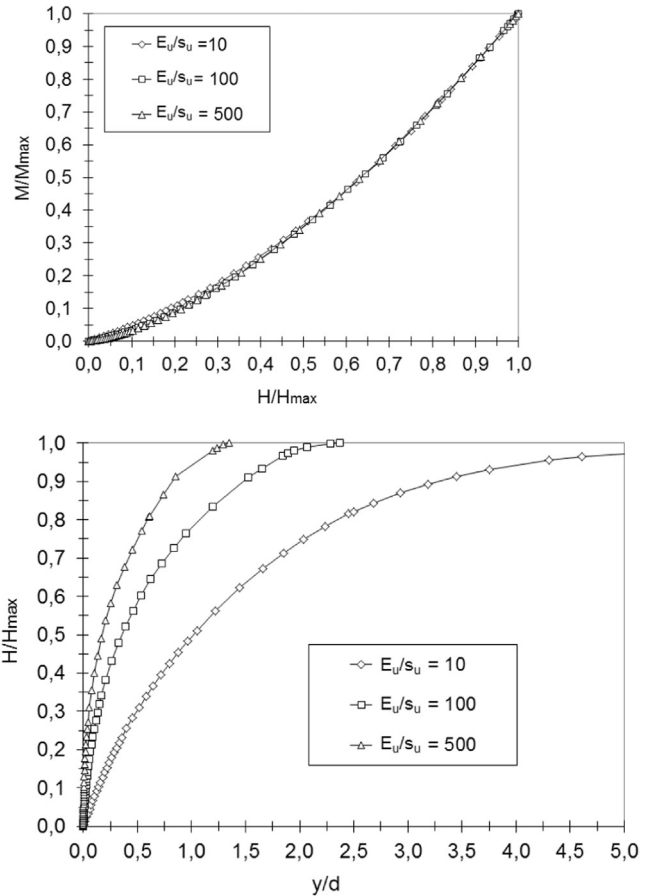 1,0
0,9
0,8
0,7
0,6
0,5
0,4
0,3
0,2
0,1
0,0
M/Mmax
Eu/su =10
Eu/su= 100
Eu/su = 500
0,0 0,1 0,2 0,3 0,4 0,5 0,6 0,7 0,8 0,9 1,0
H/Hmax
1,0
0,9
0,8
0,7
0,6
0,5
0,4
0,3
0,2
0,1
0,0
H/Hmax
Eu/su = 10
Eu/su = 100
Eu/su = 500
0,0 0,5 1,0 1,5 2,0 2,5 3,0 3,5 4,0 4,5 5,0
y/d